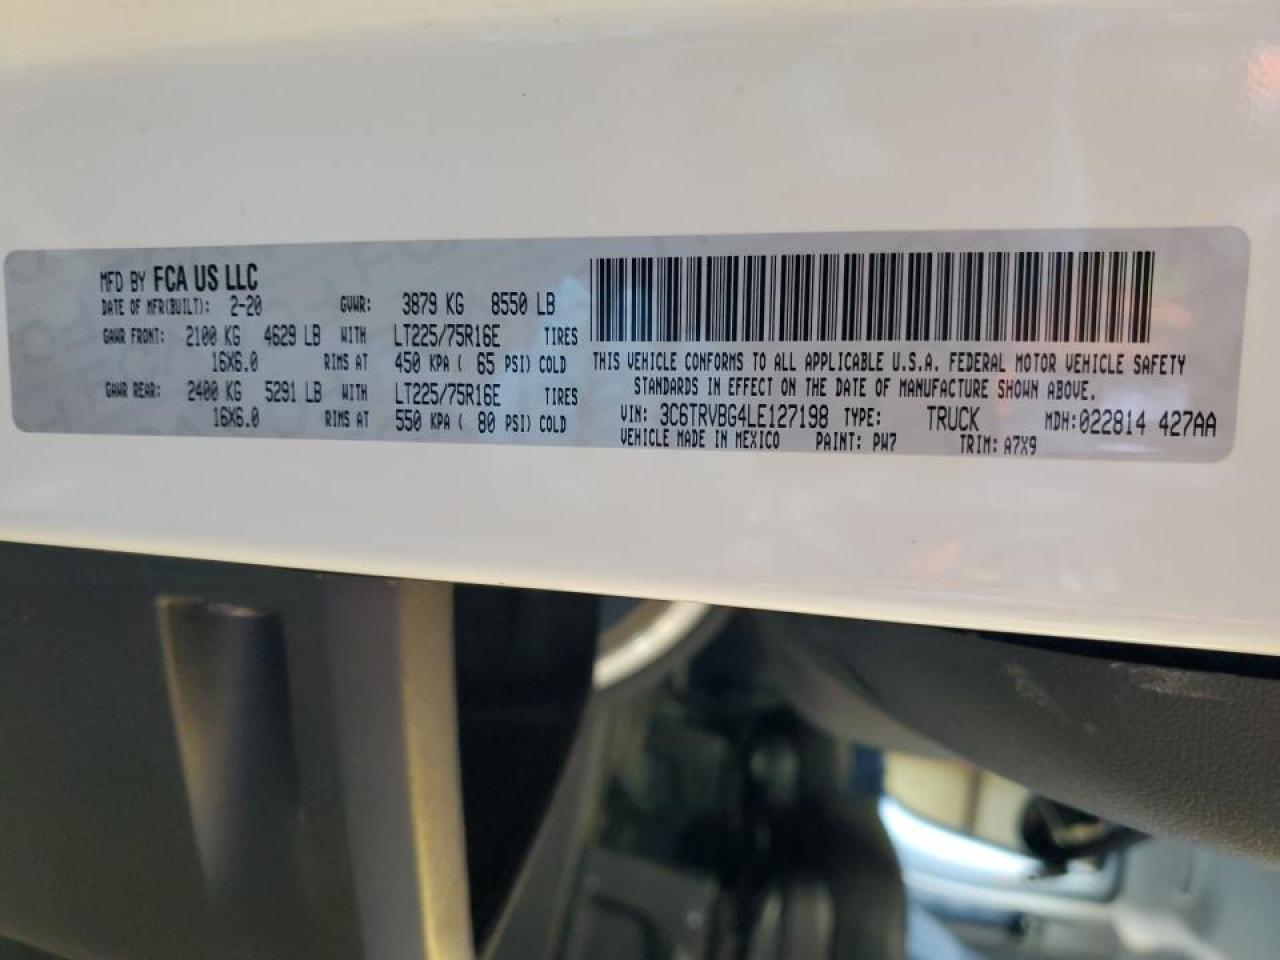 MFD BY FCA US LLC
DATE OF MFR(BUILT): 2-20 GVWR: 3879 KG 8550 LB
GAWR FRONT: 2100 KG 4629 LB WITH LT225/75R16E TIRES
16X6.0 RIMS AT 450 KPA ( 65 PSI) COLD
GAWR REAR: 2400 KG 5291 LB WITH LT225/75R16E TIRES
16X6.0 RIMS AT 550 KPA ( 80 PSI) COLD
THIS VEHICLE CONFORMS TO ALL APPLICABLE U.S.A. FEDERAL MOTOR VEHICLE SAFETY
STANDARDS IN EFFECT ON THE DATE OF MANUFACTURE SHOWN ABOVE.
VIN: 3C6TRVBG4LE127198 TYPE: TRUCK MDH:022814 427AA
VEHICLE MADE IN MEXICO PAINT: PW7 TRIM: A7X9